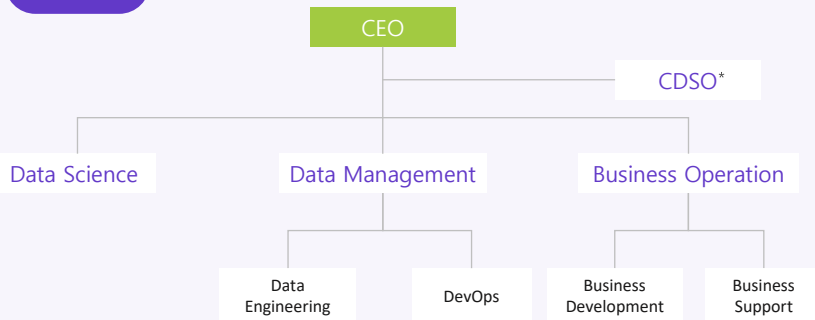 CEO
CDSO*
Data Science
Data Management
Business Operation
Data
Engineering
DevOps
Business
Development
Business
Support